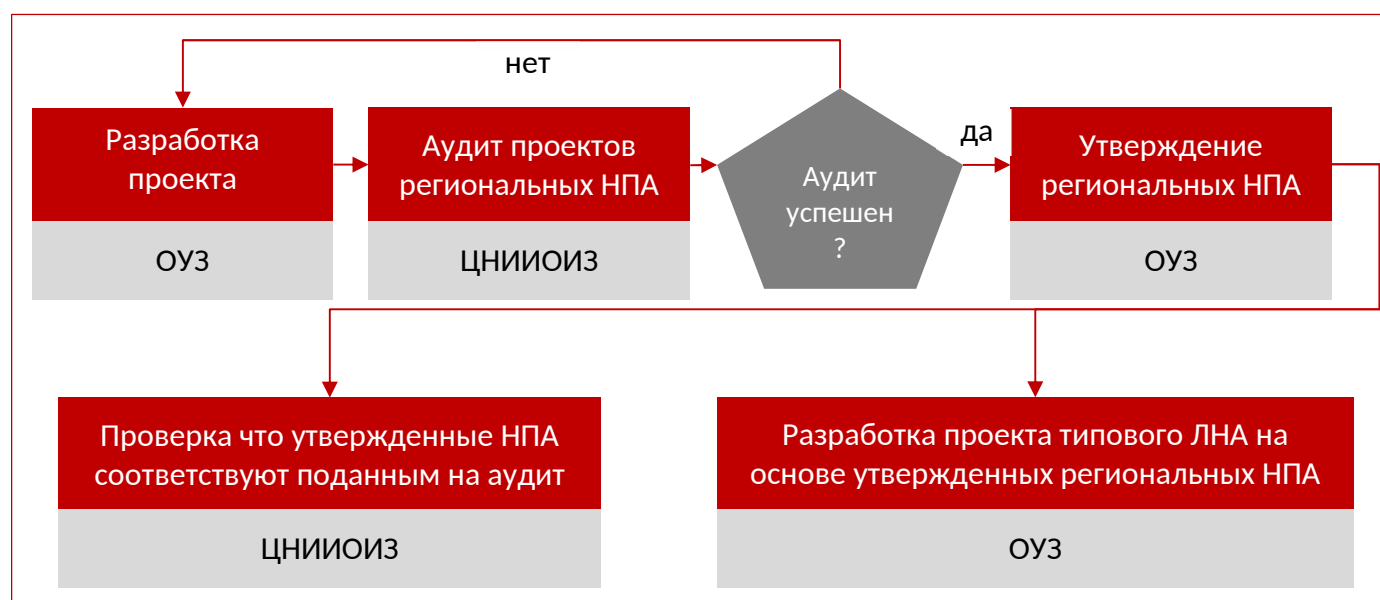 нет
Разработка
проекта
ОУЗ
Аудит проектов
региональных НПА
ЦНИИОИЗ
Аудит
успешен
?
да
Утверждение
региональных НПА
ОУЗ
Проверка что утвержденные НПА
соответствуют поданным на аудит
ЦНИИОИЗ
Разработка проекта типового ЛНА на
основе утвержденных региональных НПА
ОУЗ